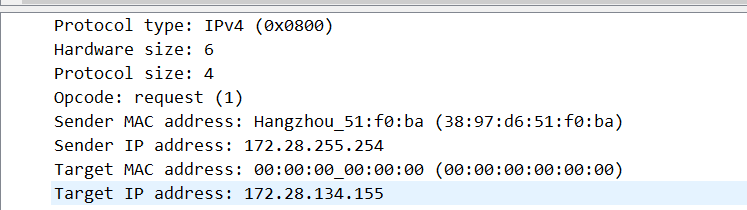 Protocol type: IPv4 (0x0800)
Hardware size: 6
Protocol size: 4
Opcode: request (1)
Sender MAC address: Hangzhou_51:f0:ba (38:97:d6:51:f0:ba)
Sender IP address: 172.28.255.254
Target MAC address: 00:00:00_00:00:00 (00:00:00:00:00:00)
Target IP address: 172.28.134.155